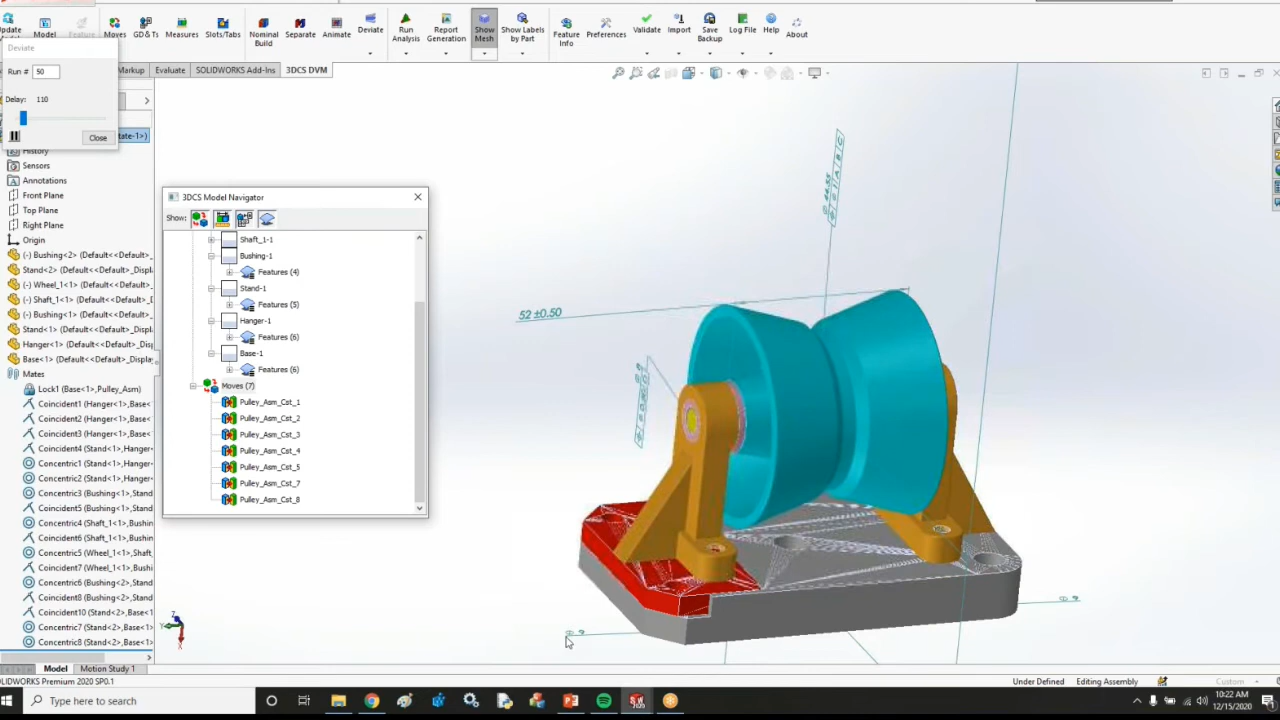 Update
Model
Model
Feature
Moves
GD&Ts
Measures
Slots/Tabs
Nominal
Build
Separate
Animate
Deviate
Run
Analysis
Report
Generation
Show
Mesh
Show Labels
by Part
Feature
Info
Preferences
Validate
Import
Save
Backup
Log File
Help
About
Deviate
Run # 50
Delay: 110
Close
Markup
Evaluate
SOLIDWORKS Add-Ins
3DCS DVM
tate-1>)
History
Sensors
Annotations
Front Plane
Top Plane
Right Plane
Origin
(-) Bushing<2> (Default<<Default>_
Stand<2> (Default<<Default>_Displ
(-) Wheel_1<1> (Default<<Default>
(-) Shaft_1<1> (Default<<Default>_
(-) Bushing<1> (Default<<Default>_
Stand<1> (Default<<Default>_Displ
Hanger<1> (Default<<Default>_Disp
Base<1> (Default<<Default>_Displa
Mates
Lock1 (Base<1>,Pulley_Asm)
Coincident1 (Hanger<1>,Base<
Coincident2 (Hanger<1>,Base<
Coincident3 (Hanger<1>,Base<
Coincident4 (Stand<1>,Hanger<
Concentric1 (Stand<1>,Hanger<
Concentric2 (Stand<1>,Hanger<
Concentric3 (Bushing<1>,Stand
Coincident5 (Bushing<1>,Stand
Concentric4 (Shaft_1<1>,Bushin
Coincident6 (Shaft_1<1>,Bushin
Concentric5 (Wheel_1<1>,Shaft_
Coincident7 (Wheel_1<1>,Shaft_
Concentric6 (Bushing<2>,Stand
Coincident8 (Bushing<2>,Stand
Coincident10 (Stand<2>,Base<1
Concentric7 (Stand<2>,Base<1>
Concentric8 (Stand<2>,Base<1>
3DCS Model Navigator
Show:
Shaft_1-1
Bushing-1
Features (4)
Stand-1
Features (5)
Hanger-1
Features (6)
Base-1
Features (6)
Moves (7)
Pulley_Asm_Cst_1
Pulley_Asm_Cst_2
Pulley_Asm_Cst_3
Pulley_Asm_Cst_4
Pulley_Asm_Cst_5
Pulley_Asm_Cst_7
Pulley_Asm_Cst_8
52 ±0.50
Z
Y
X
Model
Motion Study 1
OLIDWORKS Premium 2020 SP0.1
Under Defined
Editing Assembly
Custom
Type here to search
10:22 AM
12/15/2020